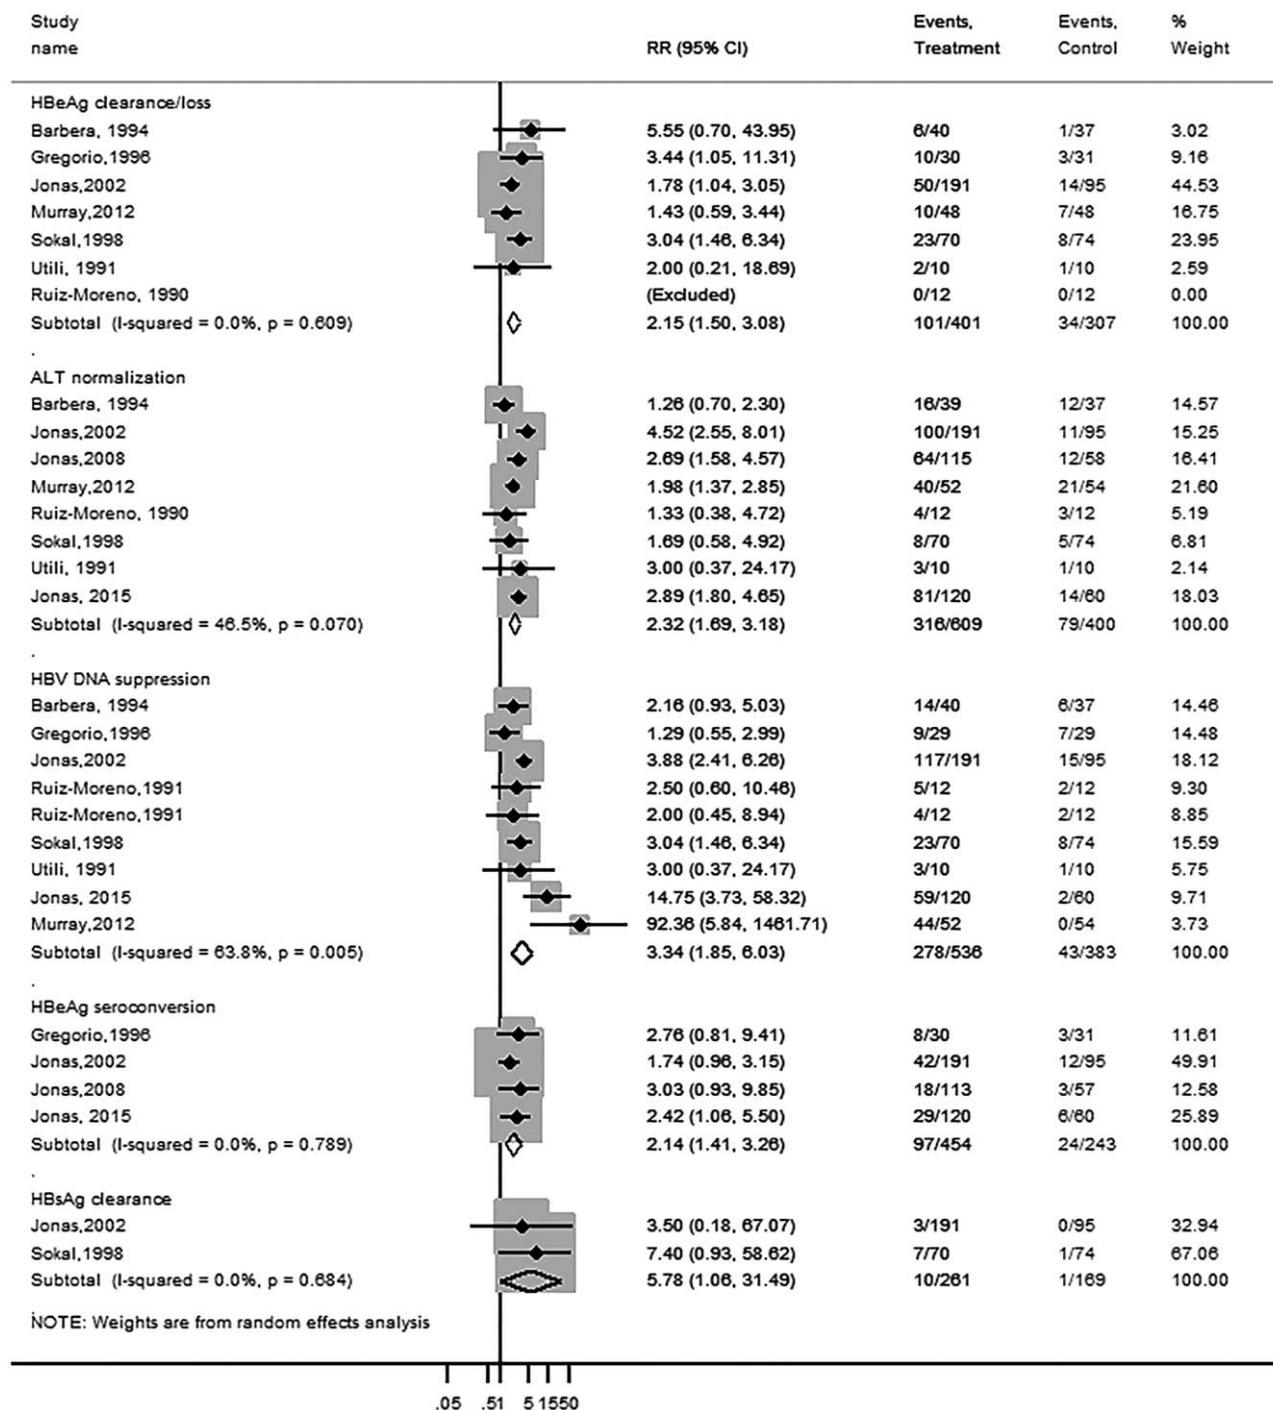 Study name RR (95% CI) Events, Treatment Events, Control % Weight
HBeAg clearance/loss
Barbera, 1994 5.55 (0.70, 43.95) 6/40 1/37 3.02
Gregorio,1996 3.44 (1.05, 11.31) 10/30 3/31 9.16
Jonas,2002 1.78 (1.04, 3.05) 50/191 14/95 44.53
Murray,2012 1.43 (0.59, 3.44) 10/48 7/48 16.75
Sokal,1998 3.04 (1.46, 6.34) 23/70 8/74 23.95
Utili, 1991 2.00 (0.21, 18.69) 2/10 1/10 2.59
Ruiz-Moreno, 1990 (Excluded) 0/12 0/12 0.00
Subtotal (I-squared = 0.0%, p = 0.609) 2.15 (1.50, 3.08) 101/401 34/307 100.00
.
ALT normalization
Barbera, 1994 1.26 (0.70, 2.30) 16/39 12/37 14.57
Jonas,2002 4.52 (2.55, 8.01) 100/191 11/95 15.25
Jonas,2008 2.69 (1.58, 4.57) 64/115 12/58 16.41
Murray,2012 1.98 (1.37, 2.85) 40/52 21/54 21.60
Ruiz-Moreno, 1990 1.33 (0.38, 4.72) 4/12 3/12 5.19
Sokal,1998 1.69 (0.58, 4.92) 8/70 5/74 6.81
Utili, 1991 3.00 (0.37, 24.17) 3/10 1/10 2.14
Jonas, 2015 2.89 (1.80, 4.65) 81/120 14/60 18.03
Subtotal (I-squared = 46.5%, p = 0.070) 2.32 (1.69, 3.18) 316/609 79/400 100.00
.
HBV DNA suppression
Barbera, 1994 2.16 (0.93, 5.03) 14/40 6/37 14.46
Gregorio,1996 1.29 (0.55, 2.99) 9/29 7/29 14.48
Jonas,2002 3.88 (2.41, 6.26) 117/191 15/95 18.12
Ruiz-Moreno,1991 2.50 (0.60, 10.46) 5/12 2/12 9.30
Ruiz-Moreno,1991 2.00 (0.45, 8.94) 4/12 2/12 8.85
Sokal,1998 3.04 (1.46, 6.34) 23/70 8/74 15.59
Utili, 1991 3.00 (0.37, 24.17) 3/10 1/10 5.75
Jonas, 2015 14.75 (3.73, 58.32) 59/120 2/60 9.71
Murray,2012 92.36 (5.84, 1461.71) 44/52 0/54 3.73
Subtotal (I-squared = 63.8%, p = 0.005) 3.34 (1.85, 6.03) 278/536 43/383 100.00
.
HBeAg seroconversion
Gregorio,1996 2.76 (0.81, 9.41) 8/30 3/31 11.61
Jonas,2002 1.74 (0.96, 3.15) 42/191 12/95 49.91
Jonas,2008 3.03 (0.93, 9.85) 18/113 3/57 12.58
Jonas, 2015 2.42 (1.06, 5.50) 29/120 6/60 25.89
Subtotal (I-squared = 0.0%, p = 0.789) 2.14 (1.41, 3.26) 97/454 24/243 100.00
.
HBsAg clearance
Jonas,2002 3.50 (0.18, 67.07) 3/191 0/95 32.94
Sokal,1998 7.40 (0.93, 58.62) 7/70 1/74 67.06
Subtotal (I-squared = 0.0%, p = 0.684) 5.78 (1.06, 31.49) 10/261 1/169 100.00
.
NOTE: Weights are from random effects analysis
.05 .5 1 5 15 50